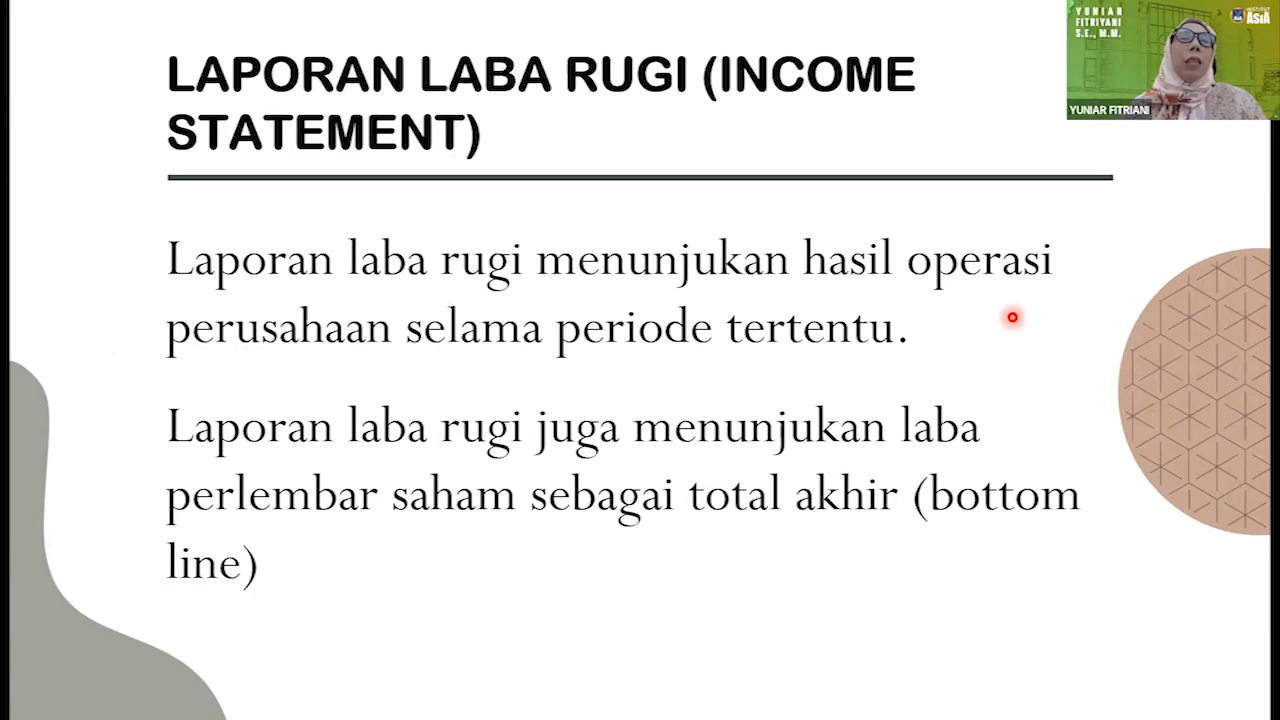 LAPORAN LABA RUGI (INCOME
STATEMENT)
Laporan laba rugi menunjukan hasil operasi
perusahaan selama periode tertentu.
Laporan laba rugi juga menunjukan laba
perlembar saham sebagai total akhir (bottom
line)
YUNIAR
FITRIYANI
S.E., M.M.
INSTITUT
ASIA
YUNIAR FITRIANI